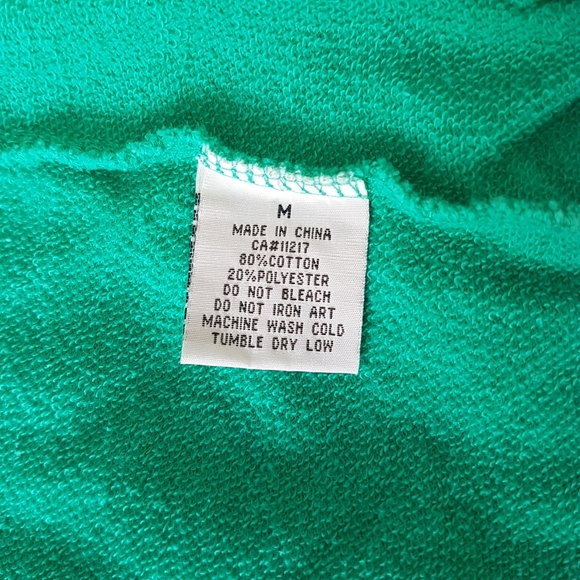 M
MADE IN CHINA
CA#11217
80%COTTON
20%POLYESTER
DO NOT BLEACH
DO NOT IRON ART
MACHINE WASH COLD
TUMBLE DRY LOW